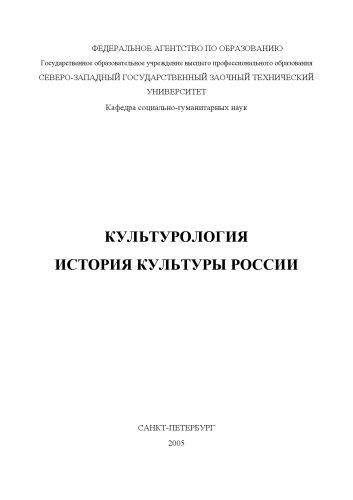 ФЕДЕРАЛЬНОЕ АГЕНТСТВО ПО ОБРАЗОВАНИЮ
Государственное образовательное учреждение высшего профессионального образования
СЕВЕРО-ЗАПАДНЫЙ ГОСУДАРСТВЕННЫЙ ЗАОЧНЫЙ ТЕХНИЧЕСКИЙ
УНИВЕРСИТЕТ
Кафедра социально-гуманитарных наук
КУЛЬТУРОЛОГИЯ
ИСТОРИЯ КУЛЬТУРЫ РОССИИ
САНКТ-ПЕТЕРБУРГ
2005